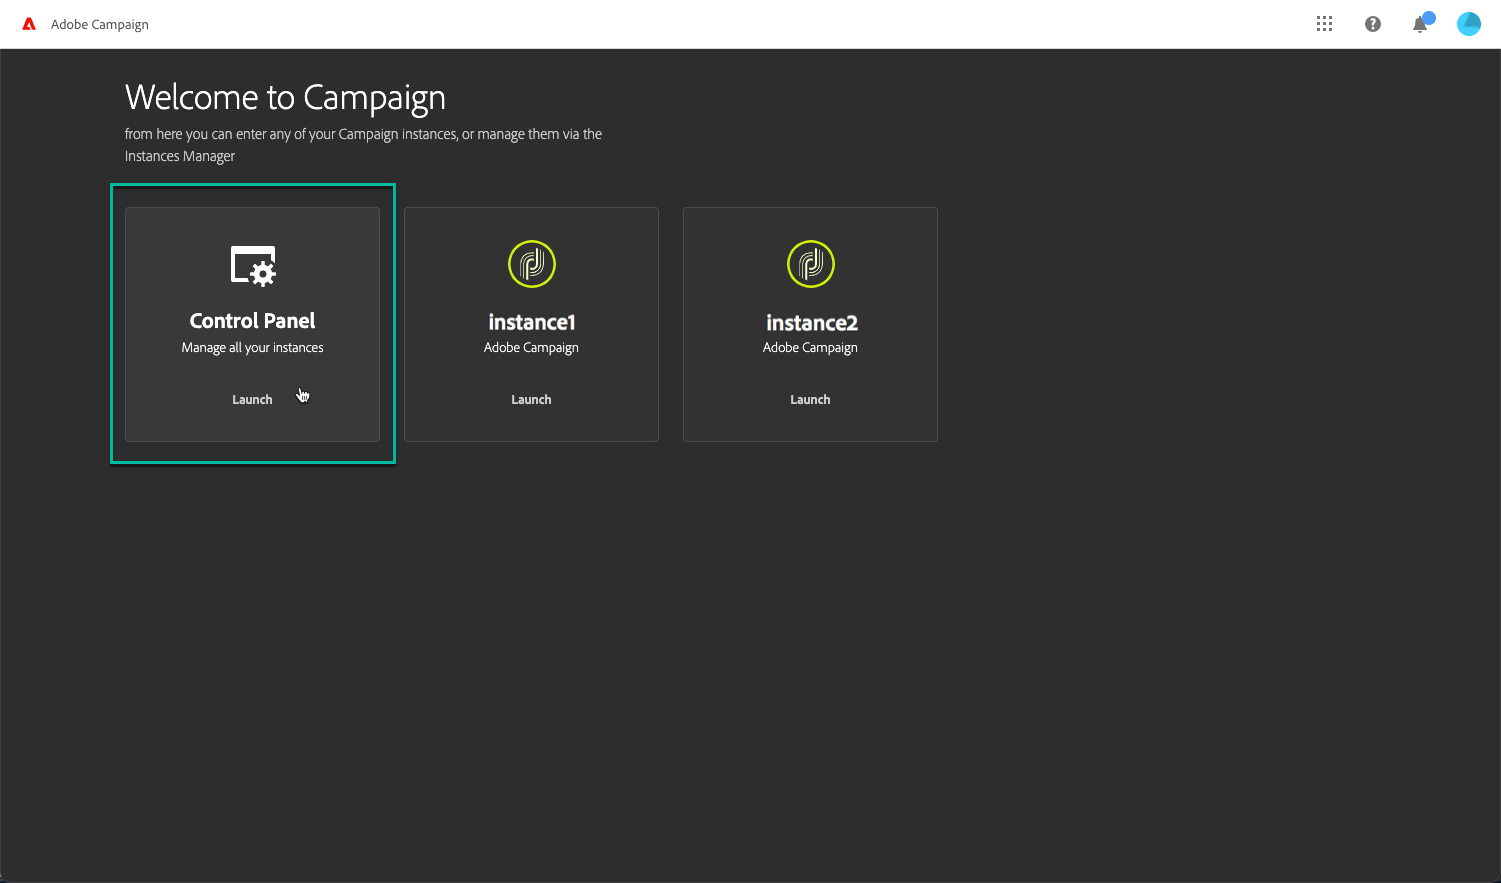 Adobe Campaign
Welcome to Campaign
from here you can enter any of your Campaign instances, or manage them via the
Instances Manager
Control Panel
Manage all your instances
Launch
instance1
Adobe Campaign
Launch
instance2
Adobe Campaign
Launch